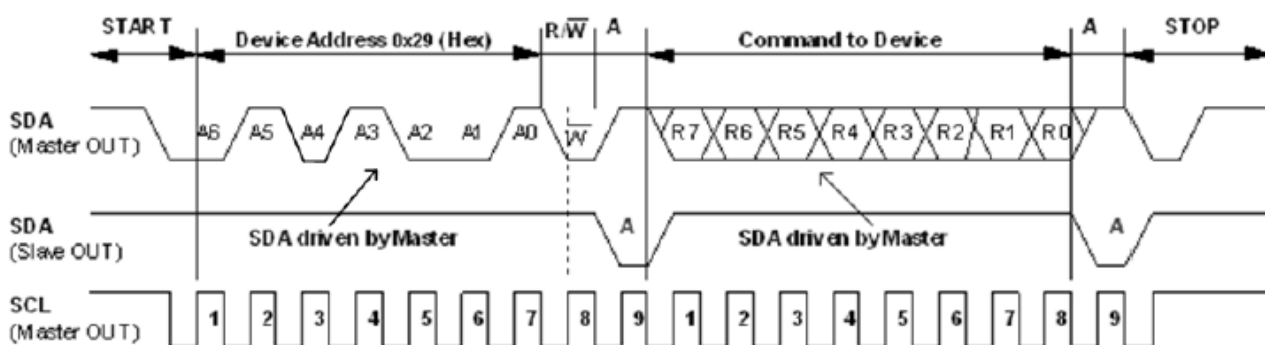 START Device Address 0x29 (Hex) R/W̅ A Command to Device A STOP
SDA
(Master OUT)
A6 A5 A4 A3 A2 A1 A0 W̅ R7 R6 R5 R4 R3 R2 R1 R0
SDA
(Slave OUT)
SDA driven by Master A SDA driven by Master A
SCL
(Master OUT)
1 2 3 4 5 6 7 8 9 1 2 3 4 5 6 7 8 9